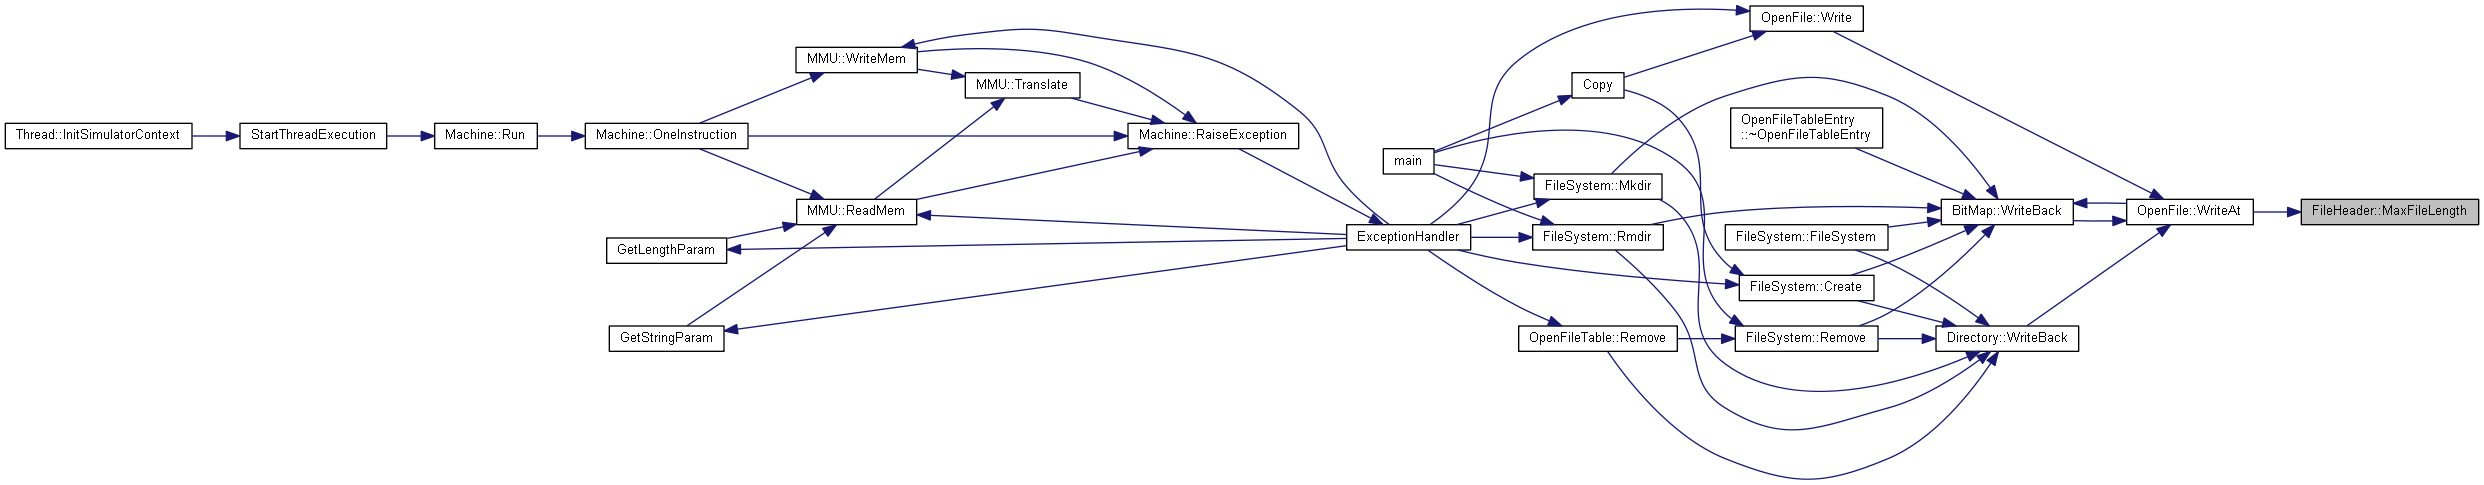 OpenFile::Write
MMU::WriteMem
MMU::Translate
Copy
OpenFileTableEntry
::~OpenFileTableEntry
Thread::InitSimulatorContext
StartThreadExecution
Machine::Run
Machine::OneInstruction
Machine::RaiseException
main
FileSystem::Mkdir
MMU::ReadMem
BitMap::WriteBack
OpenFile::WriteAt
FileHeader::MaxFileLength
GetLengthParam
ExceptionHandler
FileSystem::Rmdir
FileSystem::FileSystem
FileSystem::Create
GetStringParam
OpenFileTable::Remove
FileSystem::Remove
Directory::WriteBack